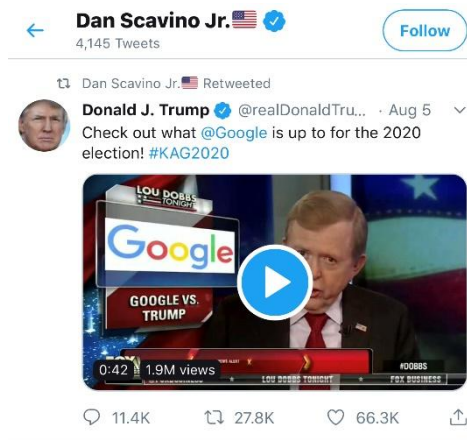 Dan Scavino Jr.
4,145 Tweets
Follow
Dan Scavino Jr. Retweeted
Donald J. Trump @realDonaldTru... · Aug 5
Check out what @Google is up to for the 2020
election! #KAG2020
LOU DOBBS
TONIGHT
Google
GOOGLE VS.
TRUMP
0:42 1.9M views
#DOBBS
LOU DOBBS TONIGHT
FOX BUSINESS
11.4K 27.8K 66.3K